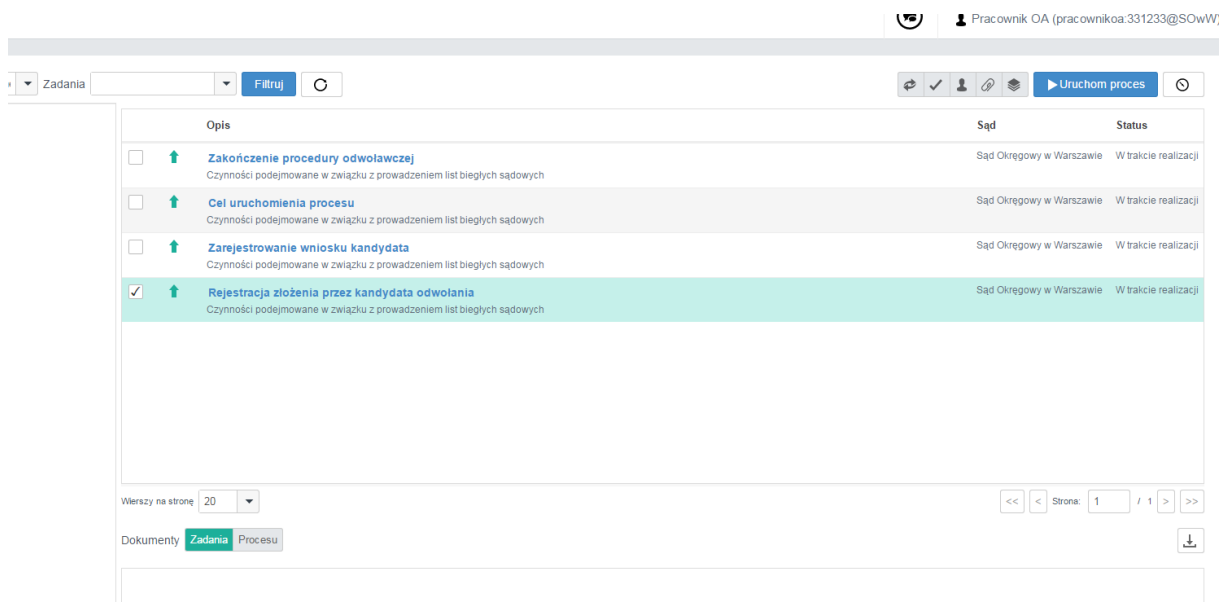 Pracownik OA (pracownikoa:331233@SOwW)
Zadania Filtruj Uruchom proces
Opis Sąd Status
Zakończenie procedury odwoławczej Sąd Okręgowy w Warszawie W trakcie realizacji
Czynności podejmowane w związku z prowadzeniem list biegłych sądowych
Cel uruchomienia procesu Sąd Okręgowy w Warszawie W trakcie realizacji
Czynności podejmowane w związku z prowadzeniem list biegłych sądowych
Zarejestrowanie wniosku kandydata Sąd Okręgowy w Warszawie W trakcie realizacji
Czynności podejmowane w związku z prowadzeniem list biegłych sądowych
Rejestracja złożenia przez kandydata odwołania Sąd Okręgowy w Warszawie W trakcie realizacji
Czynności podejmowane w związku z prowadzeniem list biegłych sądowych
Wierszy na stronę 20 << < Strona: 1 / 1 > >>
Dokumenty Zadania Procesu